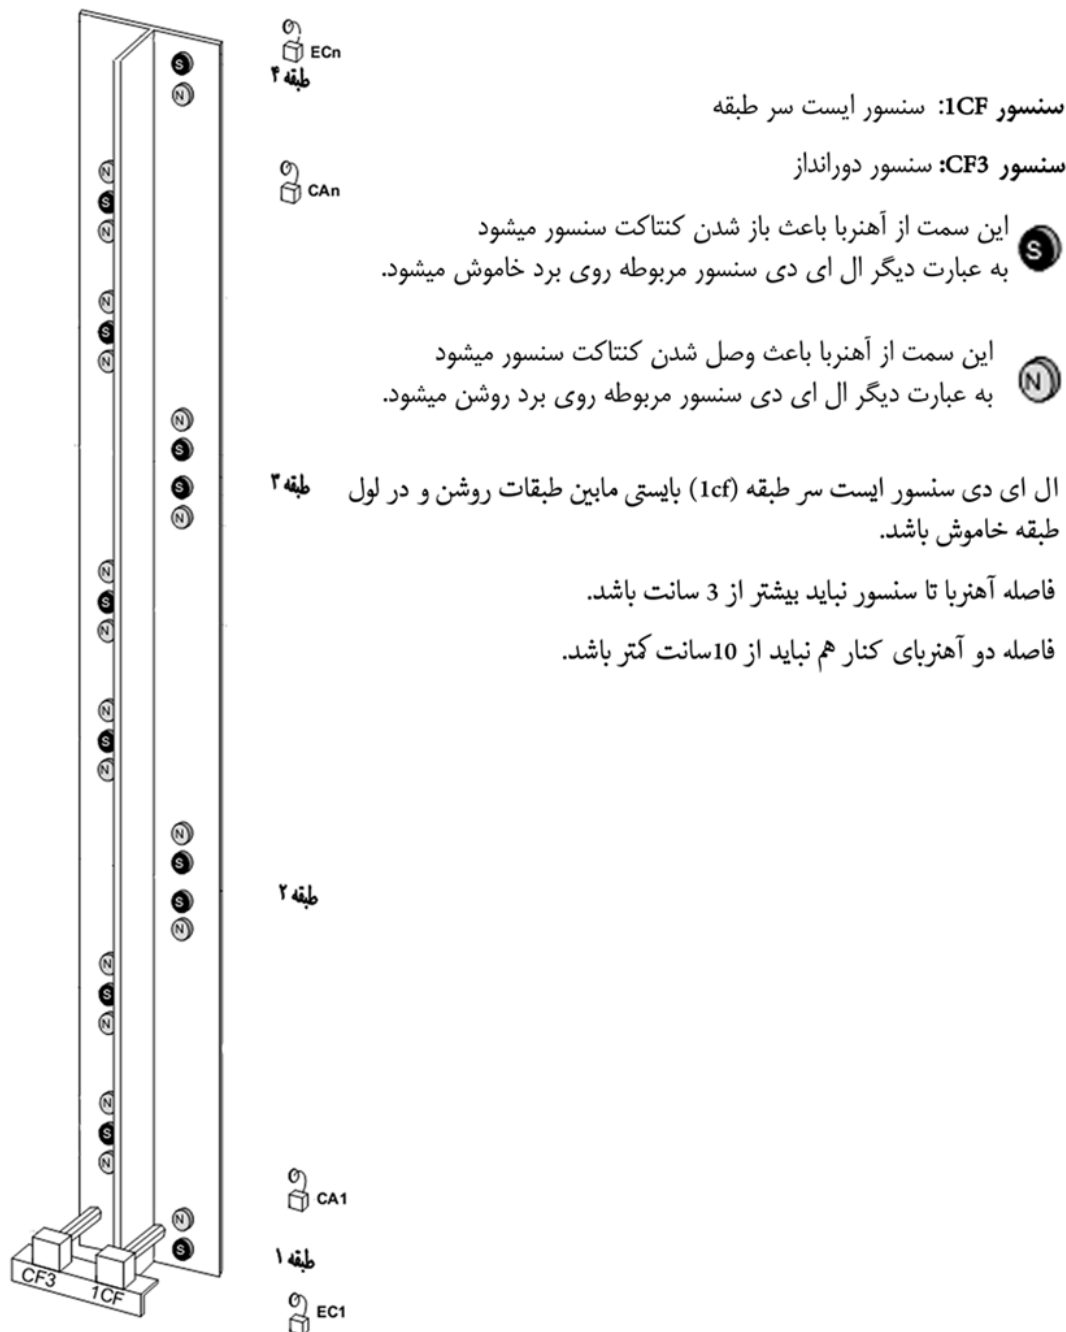 ECn
طبقه ۴
سنسور 1CF: سنسور ایست سر طبقه
سنسور CF3: سنسور دورانداز
CAn
S این سمت از آهنربا باعث باز شدن کنتاکت سنسور میشود
به عبارت دیگر ال ای دی سنسور مربوطه روی برد خاموش میشود.
N این سمت از آهنربا باعث وصل شدن کنتاکت سنسور میشود
به عبارت دیگر ال ای دی سنسور مربوطه روی برد روشن میشود.
طبقه ۳
ال ای دی سنسور ایست سر طبقه (1cf) بایستی مابین طبقات روشن و در لول
طبقه خاموش باشد.
فاصله آهنربا تا سنسور نباید بیشتر از 3 سانت باشد.
فاصله دو آهنربای کنار هم نباید از 10سانت کمتر باشد.
طبقه ۲
CA1
طبقه ۱
EC1
CF3
1CF
S
N
N
S
N
N
S
N
N
S
S
N
N
S
N
N
S
N
N
S
S
N
N
S
N
N
S
N
N
S